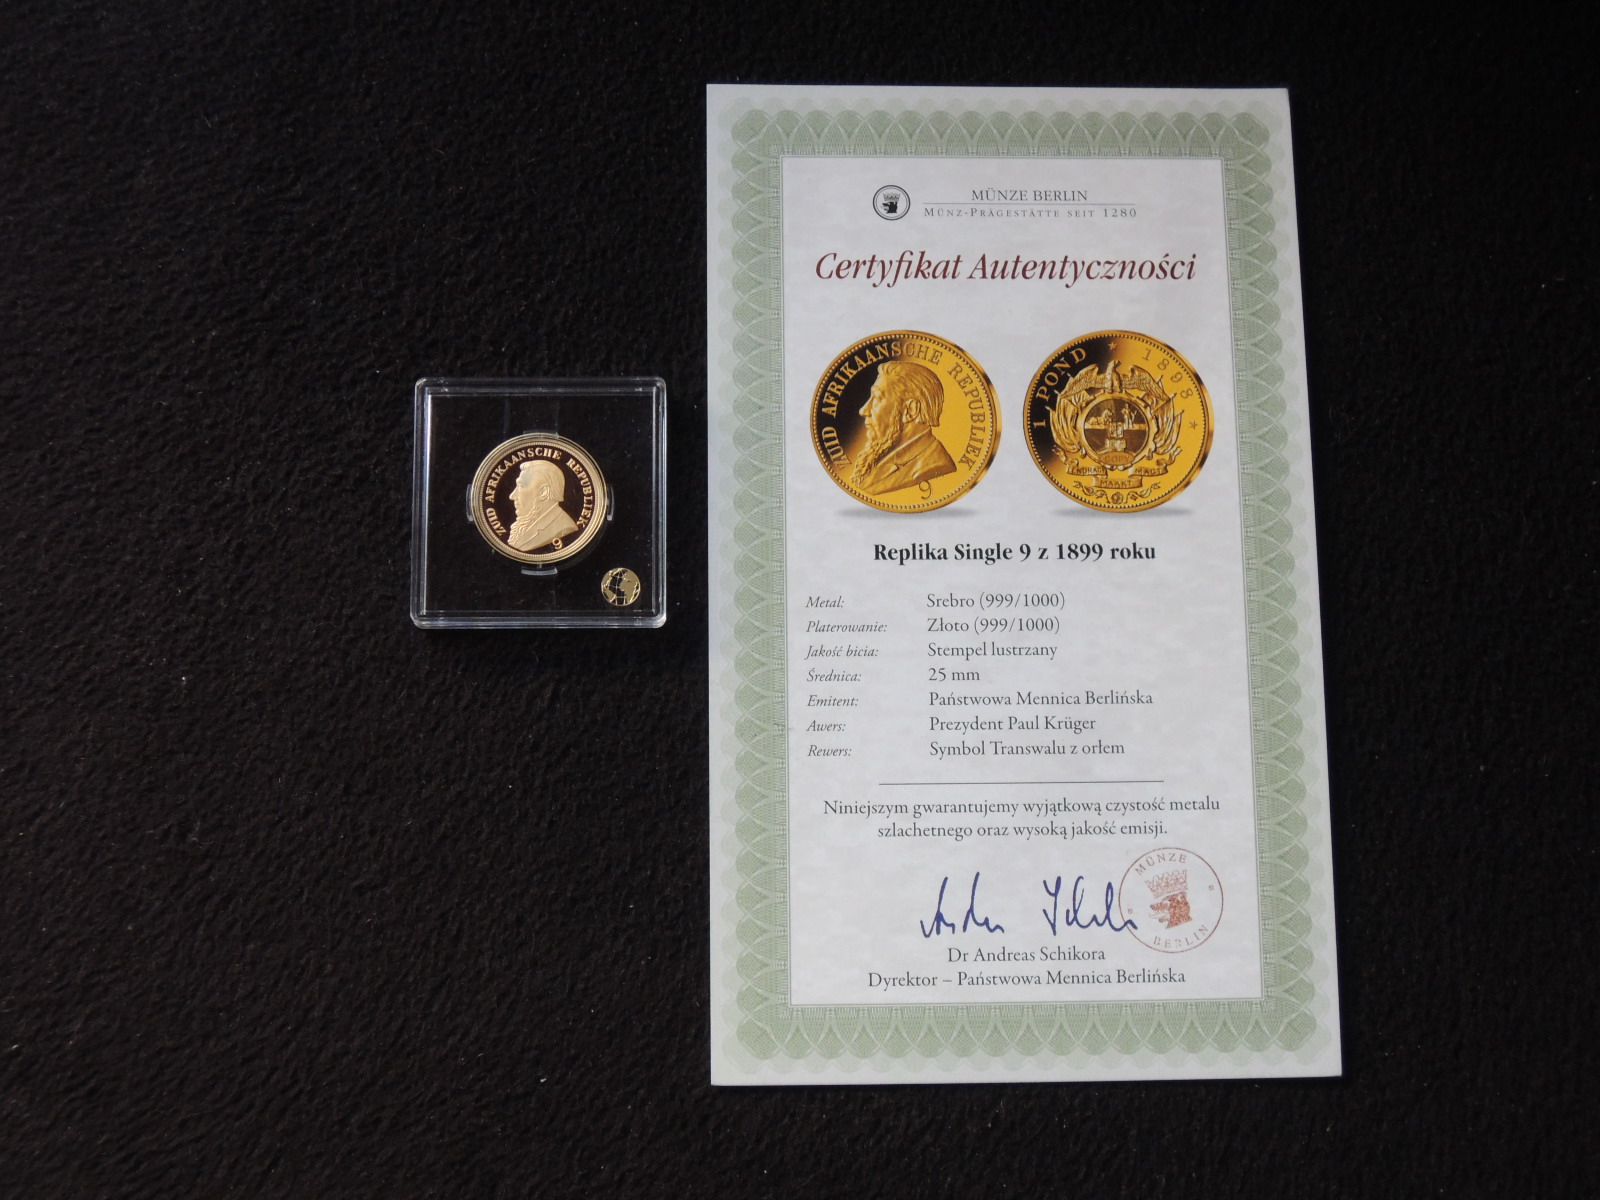 ZUID AFRIKAANSCHE REPUBLIEK
9
MÜNZE BERLIN
MÜNZ-PRÄGESTÄTTE SEIT 1280
Certyfikat Autentyczności
ZUID AFRIKAANSCHE REPUBLIEK
9
1 POND * 1898 *
COPY
EENDRAGT MAAKT MAGT
Replika Single 9 z 1899 roku
Metal: Srebro (999/1000)
Platerowanie: Złoto (999/1000)
Jakość bicia: Stempel lustrzany
Średnica: 25 mm
Emitent: Państwowa Mennica Berlińska
Awers: Prezydent Paul Krüger
Rewers: Symbol Transwalu z orłem
Niniejszym gwarantujemy wyjątkową czystość metalu
szlachetnego oraz wysoką jakość emisji.
MÜNZE
BERLIN
Dr Andreas Schikora
Dyrektor – Państwowa Mennica Berlińska